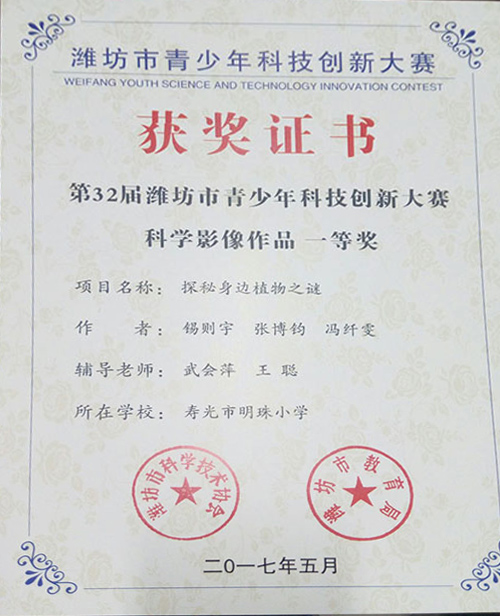 潍坊市青少年科技创新大赛
WEIFANG YOUTH SCIENCE AND TECHNOLOGY INNOVATION CONTEST
获奖证书
第32届潍坊市青少年科技创新大赛
科学影像作品 一等奖
项目名称： 探秘身边植物之谜
作 者： 锡则宇 张博钧 冯纤雯
辅导老师： 武会萍 王聪
所在学校： 寿光市明珠小学
潍坊市科学技术协会
潍坊市教育局
二〇一七年五月